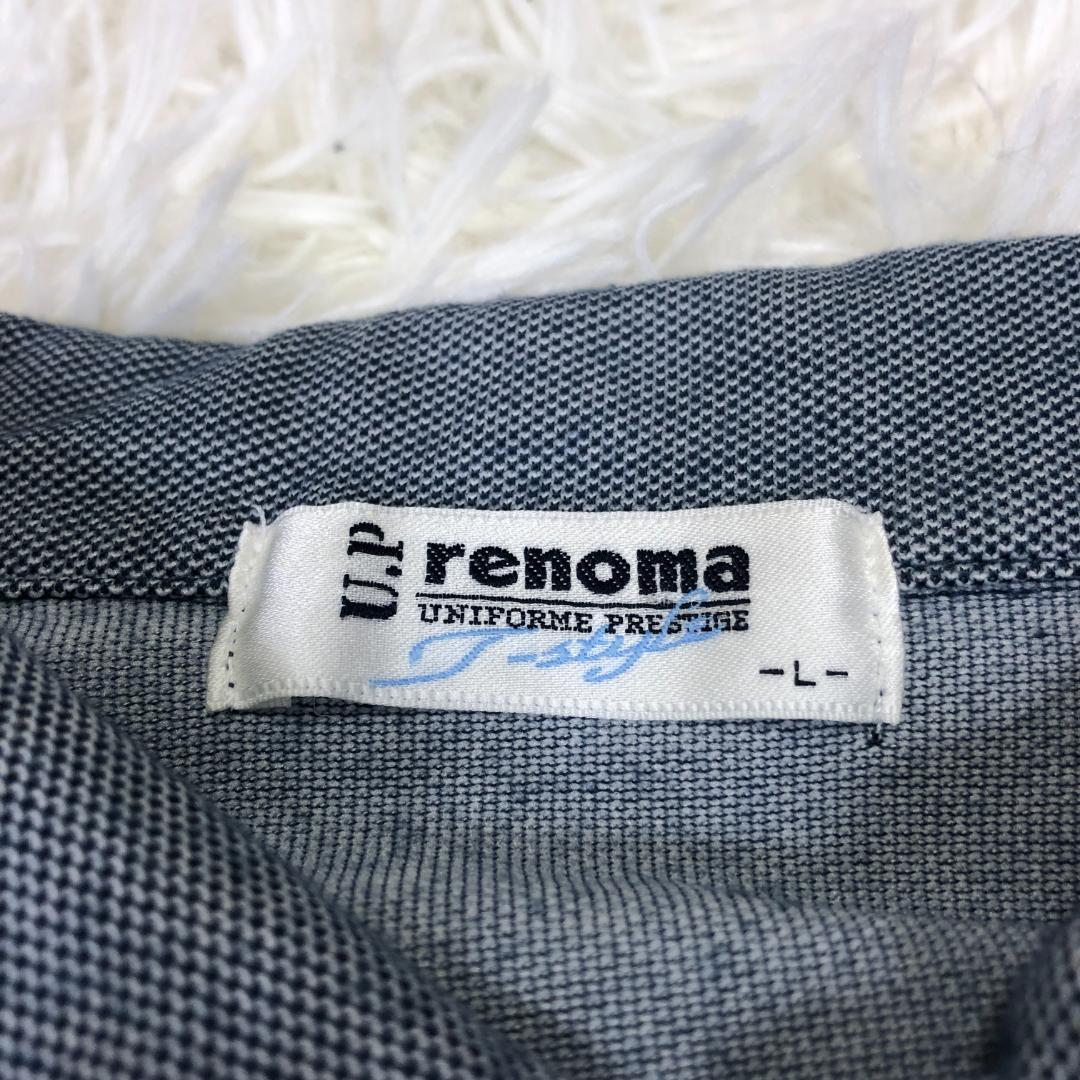 U.P
renoma
UNIFORME PRESTIGE
T-style
-L-